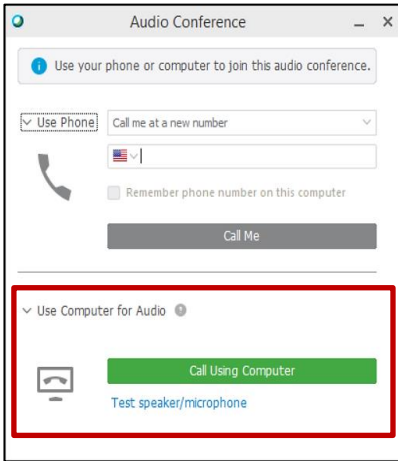 Audio Conference
Use your phone or computer to join this audio conference.
Use Phone
Call me at a new number
Remember phone number on this computer
Call Me
Use Computer for Audio
Call Using Computer
Test speaker/microphone